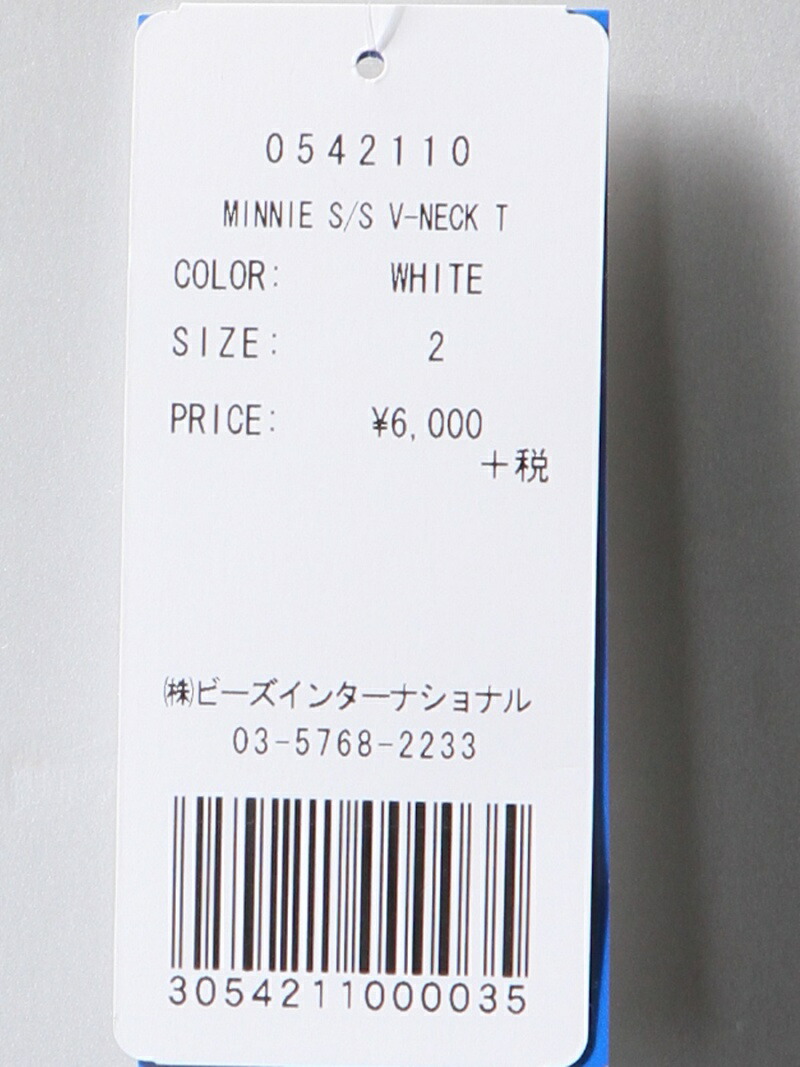 0542110
MINNIE S/S V-NECK T
COLOR: WHITE
SIZE: 2
PRICE: ¥6,000
+税
㈱ビーズインターナショナル
03-5768-2233
3054211000035